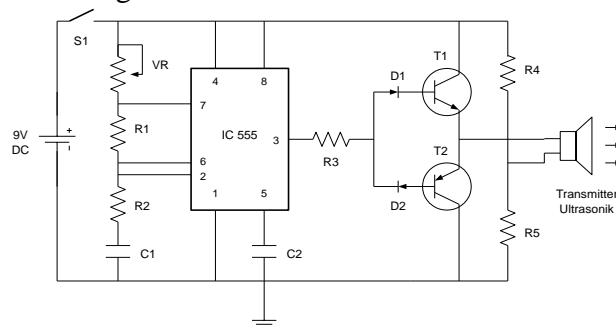 S1
VR
T1
R4
4
8
D1
7
9V
DC
+
-
R1
IC 555
3
R3
T2
6
2
D2
Transmitter
Ultrasonik
R2
1
5
R5
C1
C2